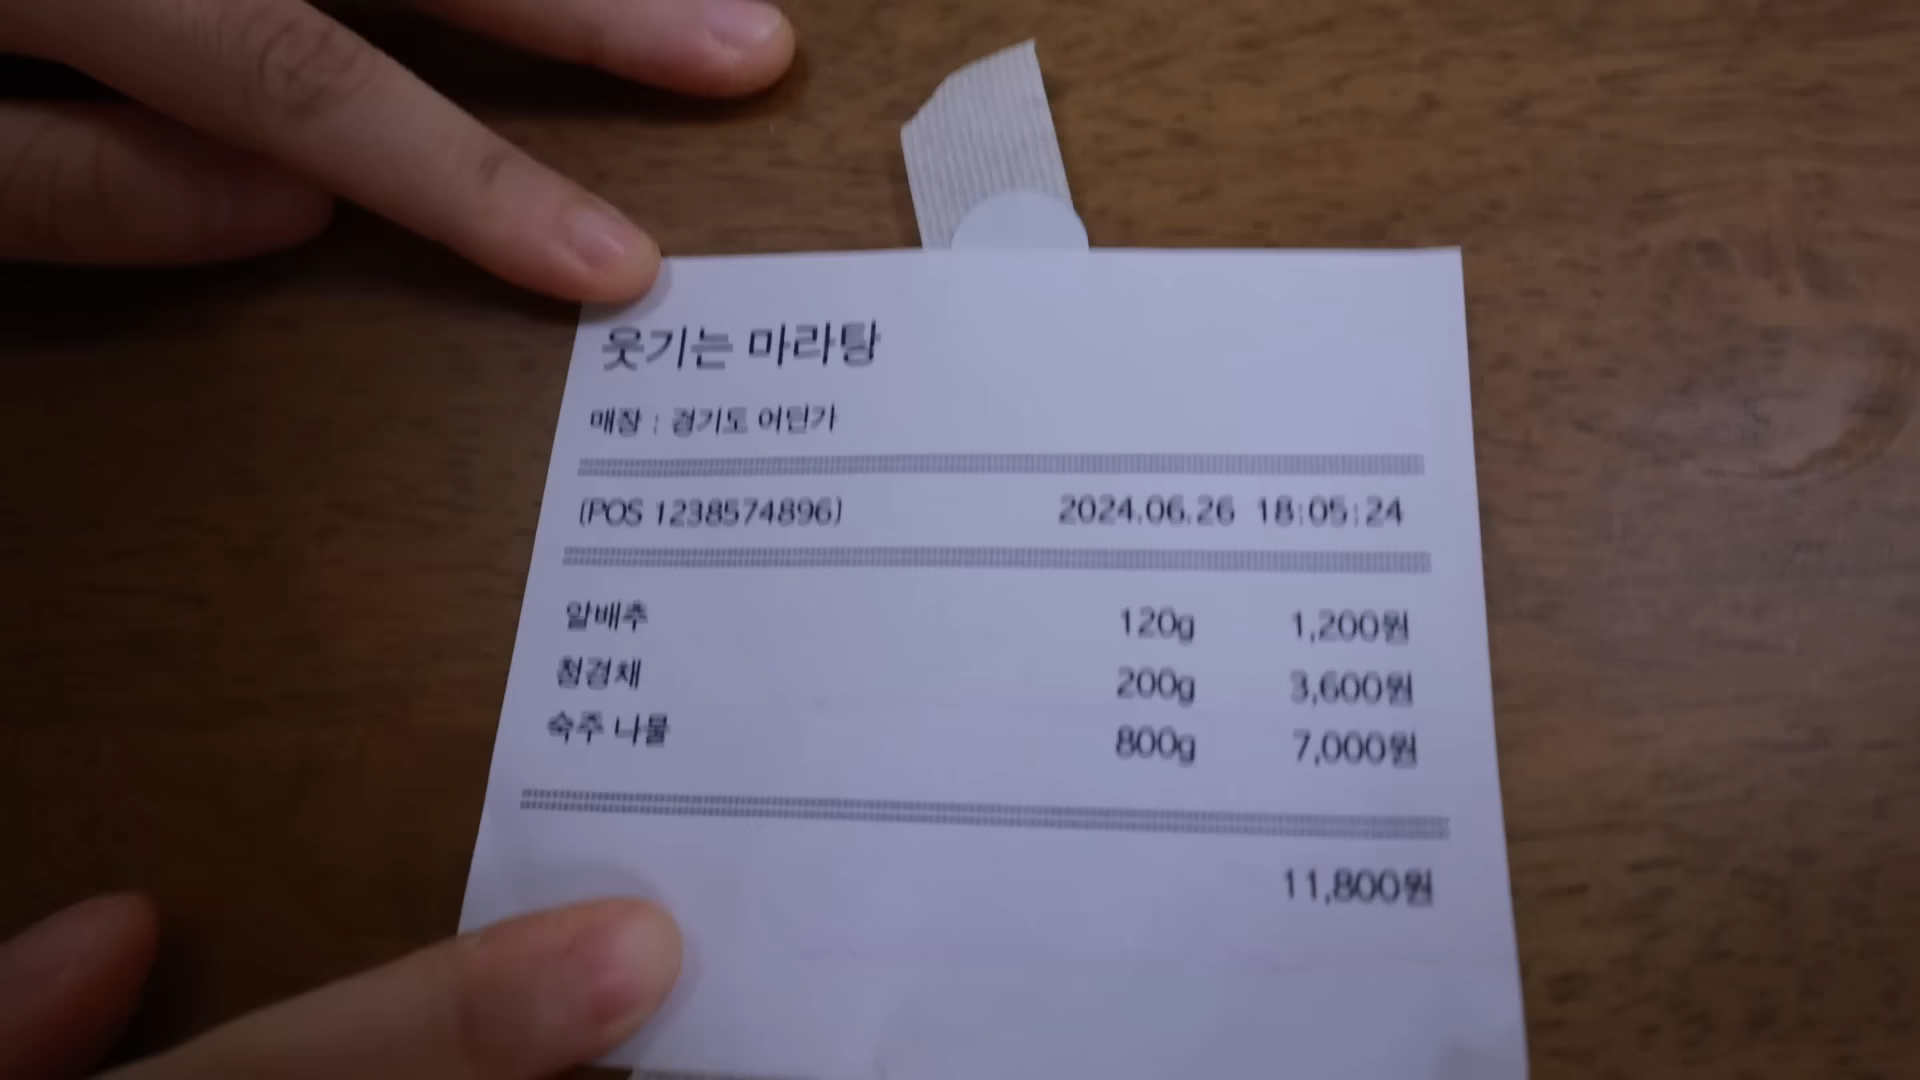 웃기는 마라탕
매장 : 경기도 어딘가
(POS 1238574896) 2024.06.26 18:05:24
알배추 120g 1,200원
청경채 200g 3,600원
숙주 나물 800g 7,000원
11,800원